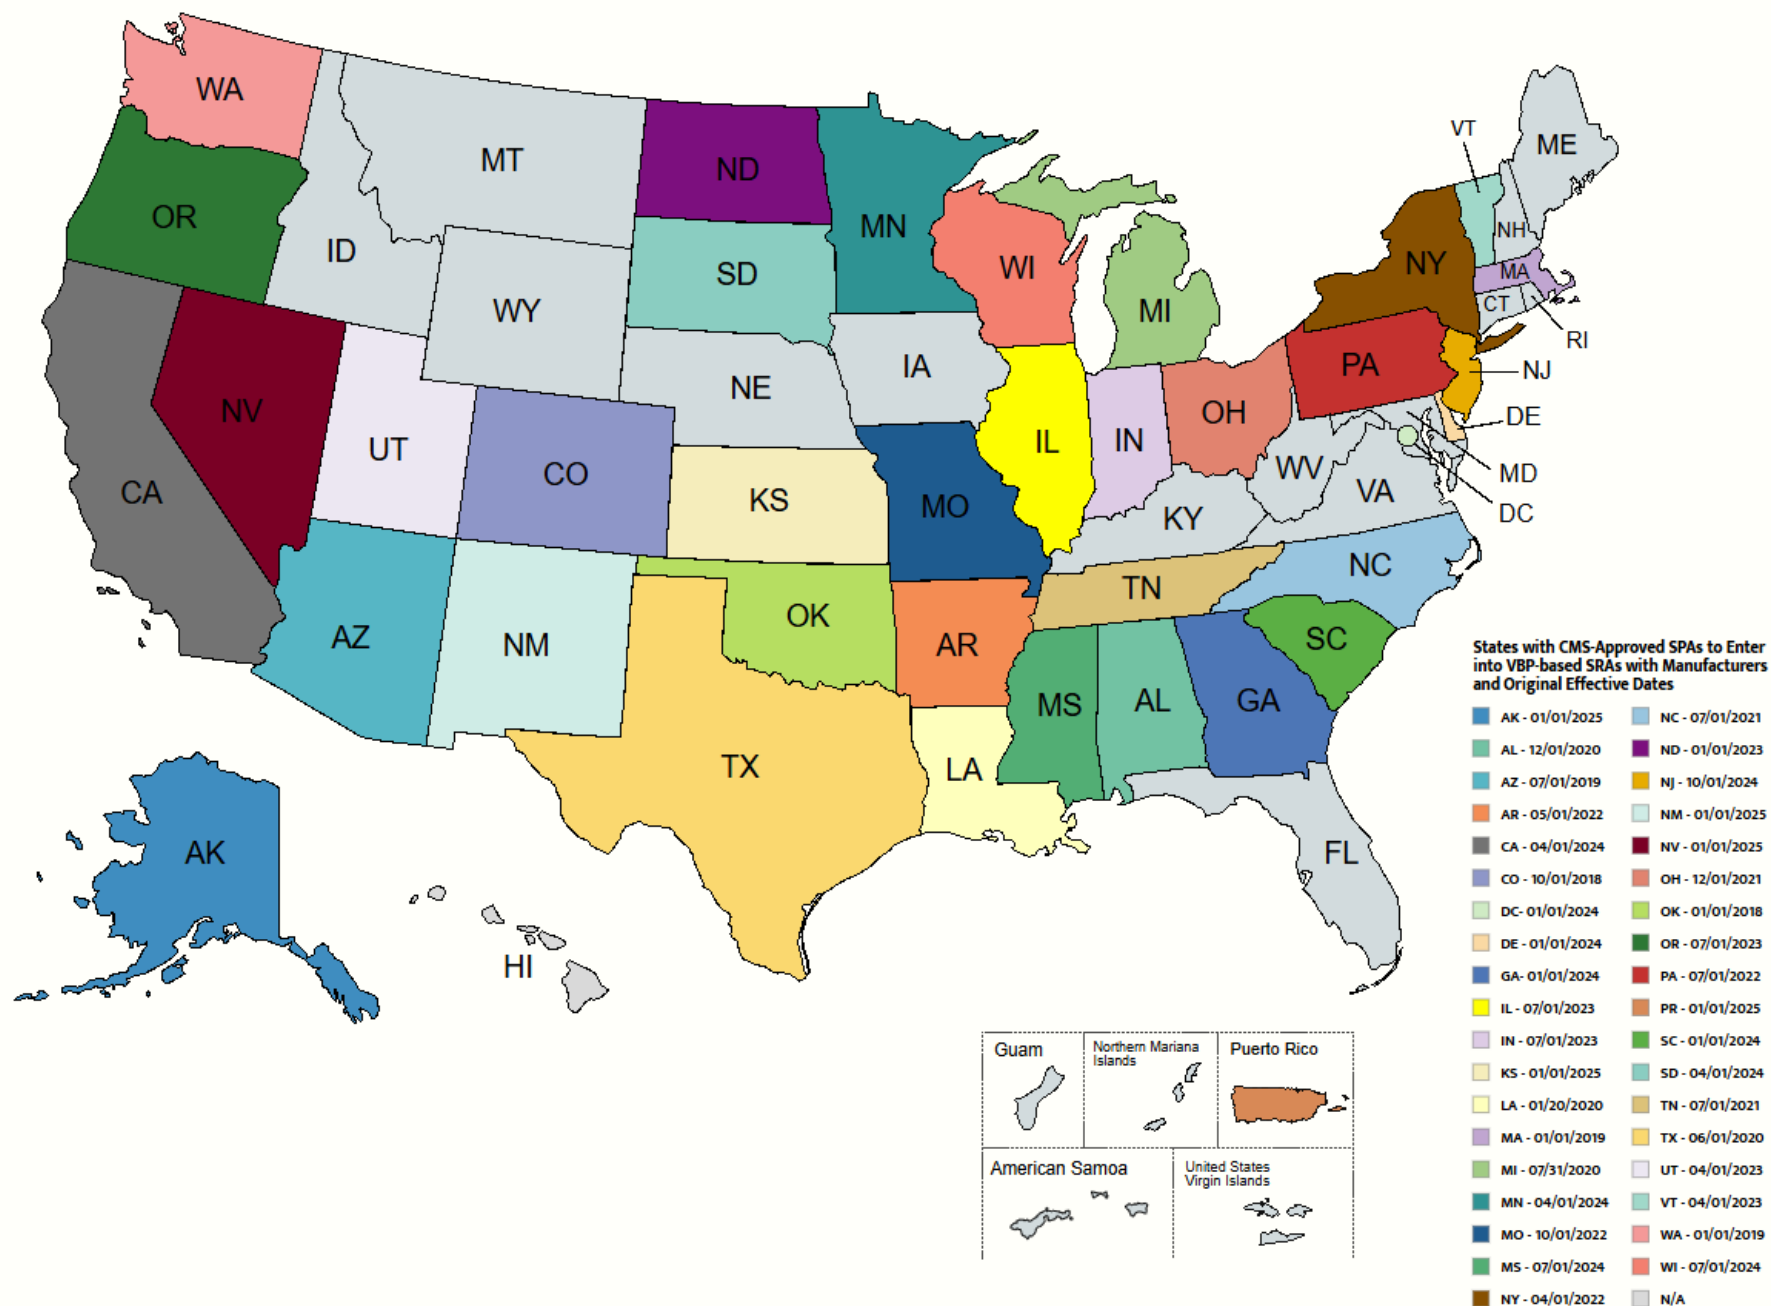 WA
OR
CA
NV
ID
MT
WY
UT
CO
AZ
NM
ND
SD
NE
KS
OK
TX
MN
IA
MO
AR
LA
WI
IL
MI
IN
OH
KY
TN
MS
AL
GA
FL
SC
NC
VA
WV
PA
NY
VT
NH
ME
MA
CT
RI
NJ
DE
MD
DC
AK
HI
Guam
Northern Mariana
Islands
Puerto Rico
American Samoa
United States
Virgin Islands
States with CMS-Approved SPAs to Enter
into VBP-based SRAs with Manufacturers
and Original Effective Dates
AK - 01/01/2025
AL - 12/01/2020
AZ - 07/01/2019
AR - 05/01/2022
CA - 04/01/2024
CO - 10/01/2018
DC- 01/01/2024
DE - 01/01/2024
GA- 01/01/2024
IL - 07/01/2023
IN - 07/01/2023
KS - 01/01/2025
LA - 01/20/2020
MA - 01/01/2019
MI - 07/31/2020
MN - 04/01/2024
MO - 10/01/2022
MS - 07/01/2024
NY - 04/01/2022
NC - 07/01/2021
ND - 01/01/2023
NJ - 10/01/2024
NM - 01/01/2025
NV - 01/01/2025
OH - 12/01/2021
OK - 01/01/2018
OR - 07/01/2023
PA - 07/01/2022
PR - 01/01/2025
SC - 01/01/2024
SD - 04/01/2024
TN - 07/01/2021
TX - 06/01/2020
UT - 04/01/2023
VT - 04/01/2023
WA - 01/01/2019
WI - 07/01/2024
N/A